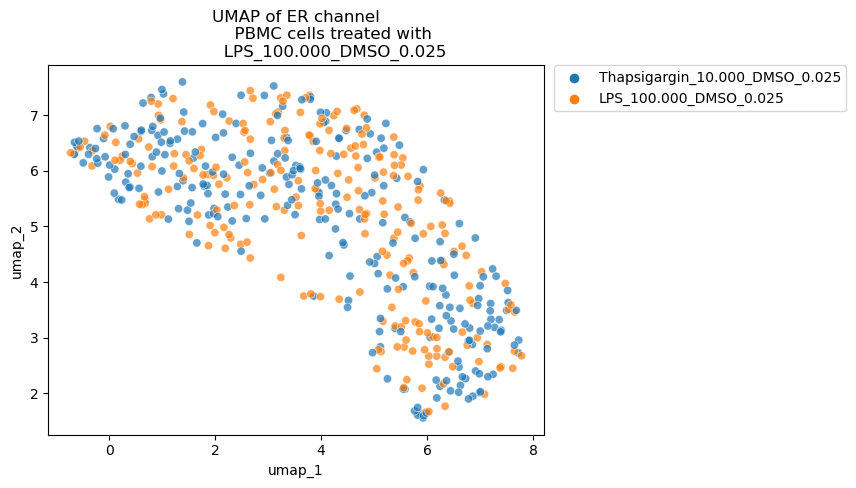 UMAP of ER channel
PBMC cells treated with
LPS_100.000_DMSO_0.025
Thapsigargin_10.000_DMSO_0.025
LPS_100.000_DMSO_0.025
7
6
5
4
3
2
umap_2
0
2
4
6
8
umap_1